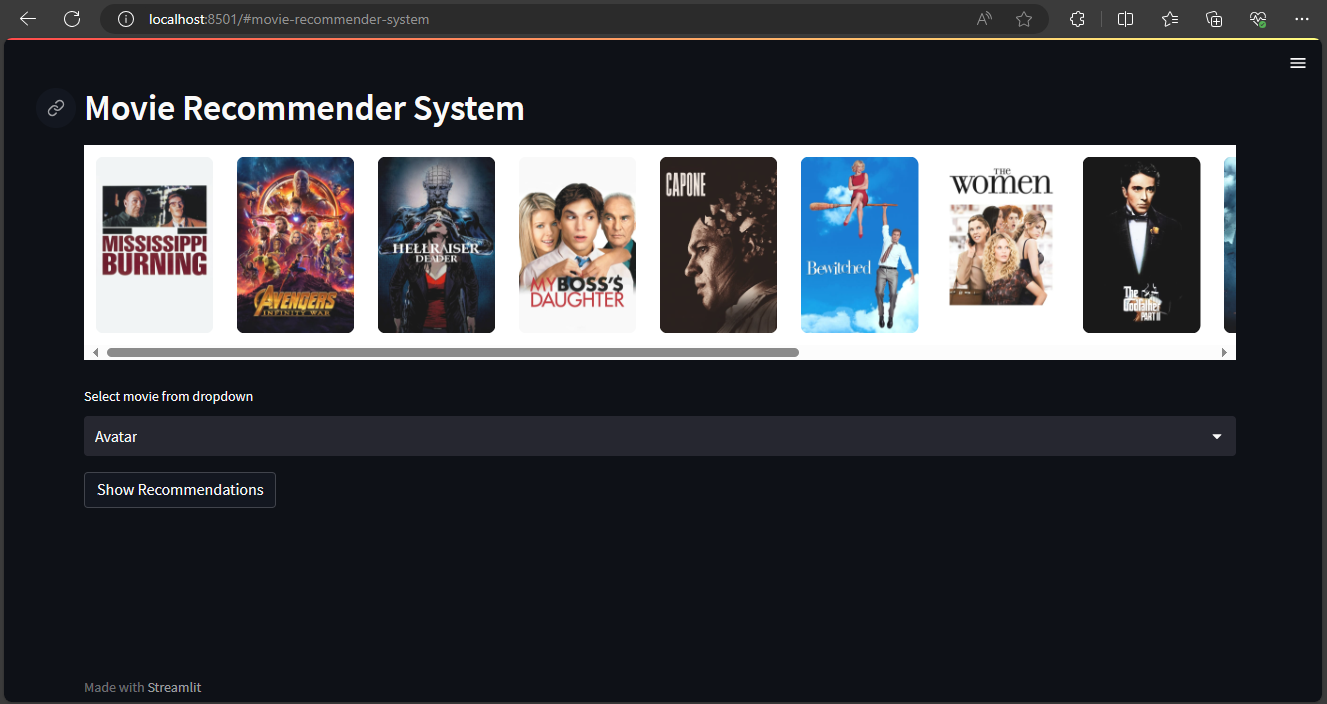 localhost:8501/#movie-recommender-system
Movie Recommender System
MISSISSIPPI
BURNING
AVENGERS
INFINITY WAR
HELLRAISER
DEADER
MY BOSS'S
DAUGHTER
CAPONE
Bewitched
THE
women
The
Godfather
PART II
Select movie from dropdown
Avatar
Show Recommendations
Made with Streamlit